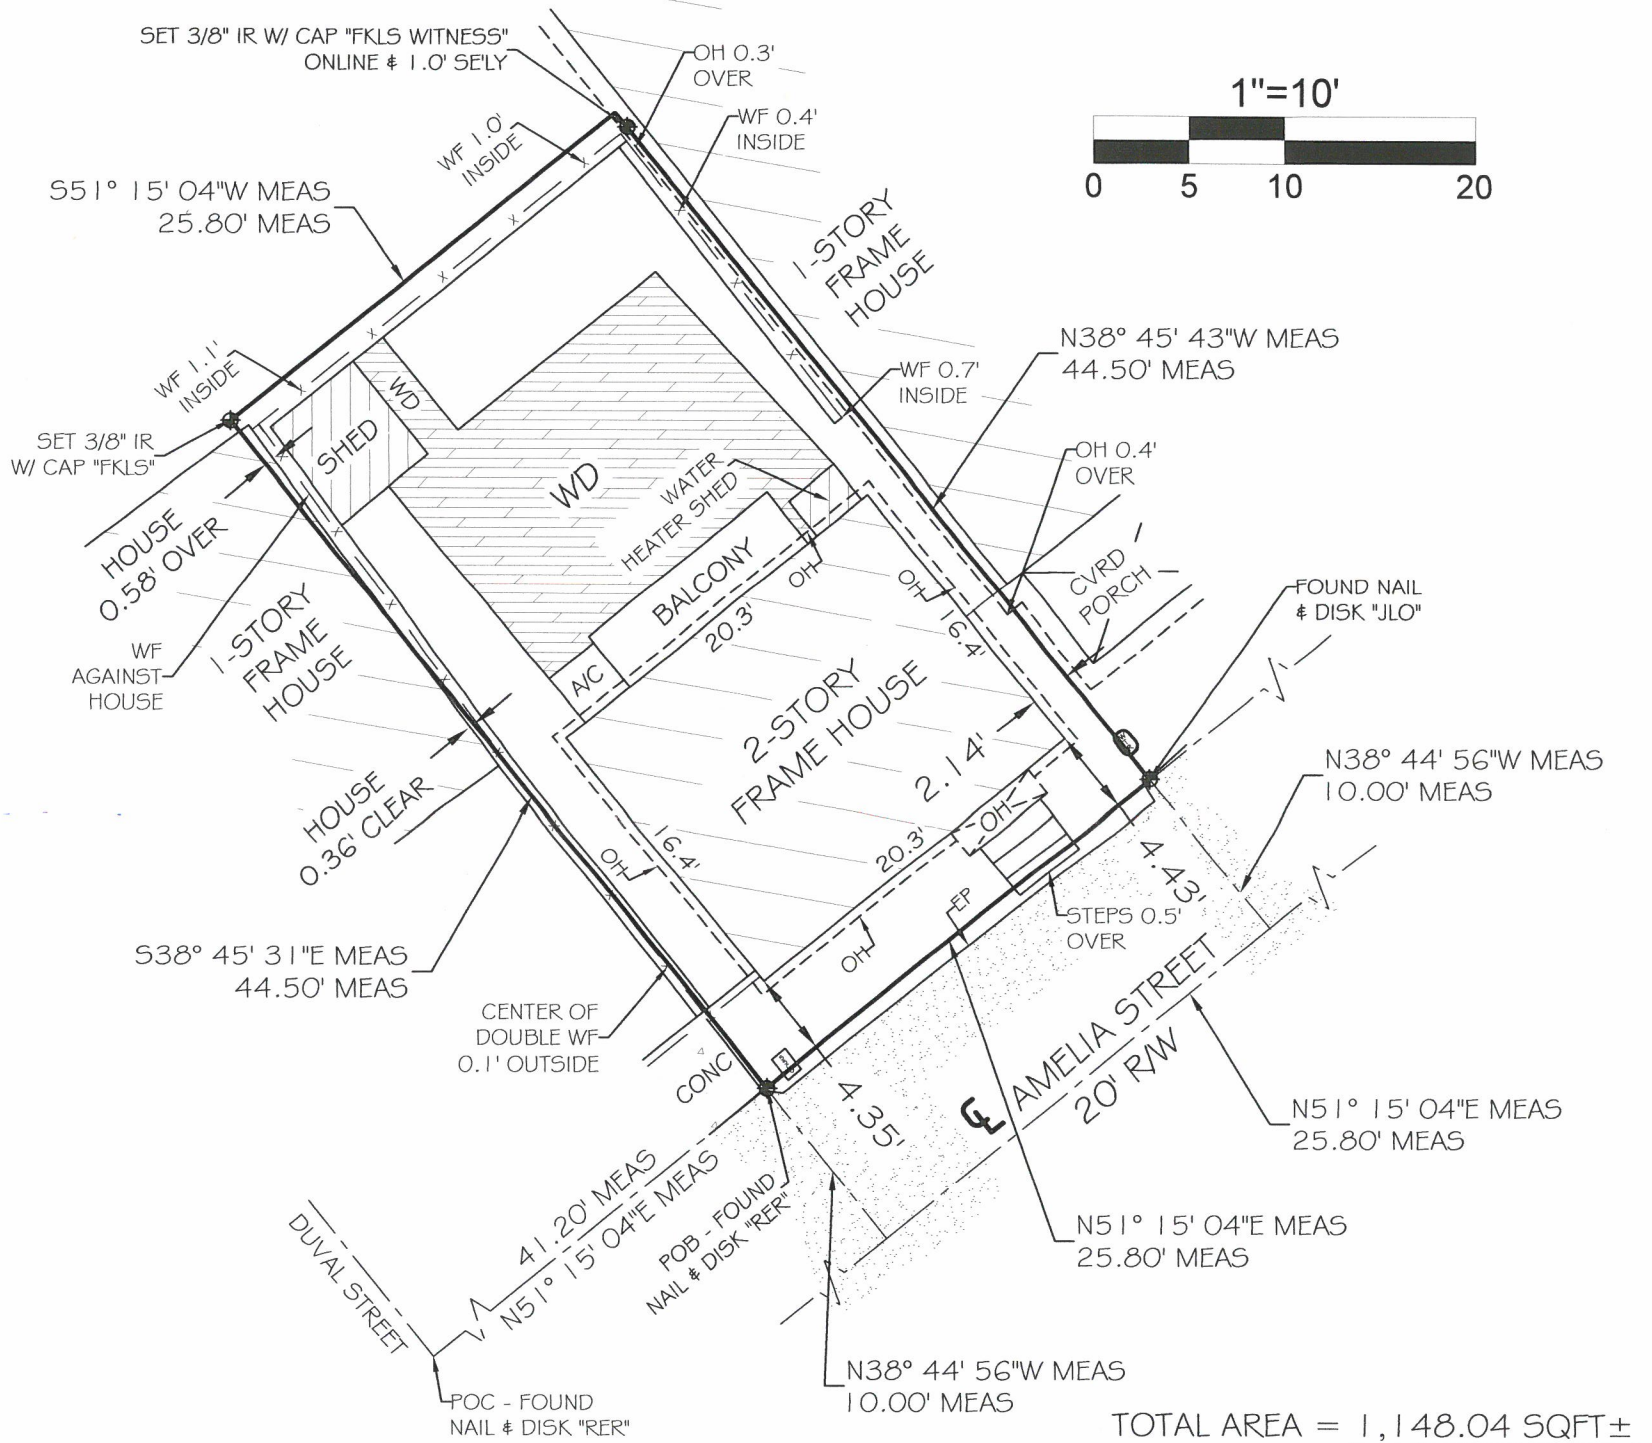 SET 3/8" IR W/ CAP "FKLS WITNESS"
ONLINE & 1.0' SE'LY
OH 0.3'
OVER
WF 0.4'
INSIDE
1"=10'
0 5 10 20
WF 1.0'
INSIDE
S51° 15' 04"W MEAS
25.80' MEAS
1-STORY
FRAME
HOUSE
N38° 45' 43"W MEAS
44.50' MEAS
WF 1.1'
INSIDE
WF 0.7'
INSIDE
SET 3/8" IR
W/ CAP "FKLS"
SHED
WD
WD
WATER
HEATER SHED
OH 0.4'
OVER
HOUSE
0.58' OVER
BALCONY
OH
OH
CVRD
PORCH
FOUND NAIL
& DISK "JLO"
WF
AGAINST
HOUSE
1-STORY
FRAME
HOUSE
A/C
20.3'
16.4'
2-STORY
FRAME HOUSE
2.14'
N38° 44' 56"W MEAS
10.00' MEAS
HOUSE
0.36' CLEAR
OH
16.4'
20.3'
OH
4.43'
EP
STEPS 0.5'
OVER
OH
S38° 45' 31"E MEAS
44.50' MEAS
CENTER OF
DOUBLE WF
0.1' OUTSIDE
CONC
4.35'
CL AMELIA STREET
20' R/W
N51° 15' 04"E MEAS
25.80' MEAS
41.20' MEAS
N51° 15' 04"E MEAS
POB - FOUND
NAIL & DISK "RER"
N51° 15' 04"E MEAS
25.80' MEAS
DUVAL STREET
N38° 44' 56"W MEAS
10.00' MEAS
POC - FOUND
NAIL & DISK "RER"
TOTAL AREA = 1,148.04 SQFT±